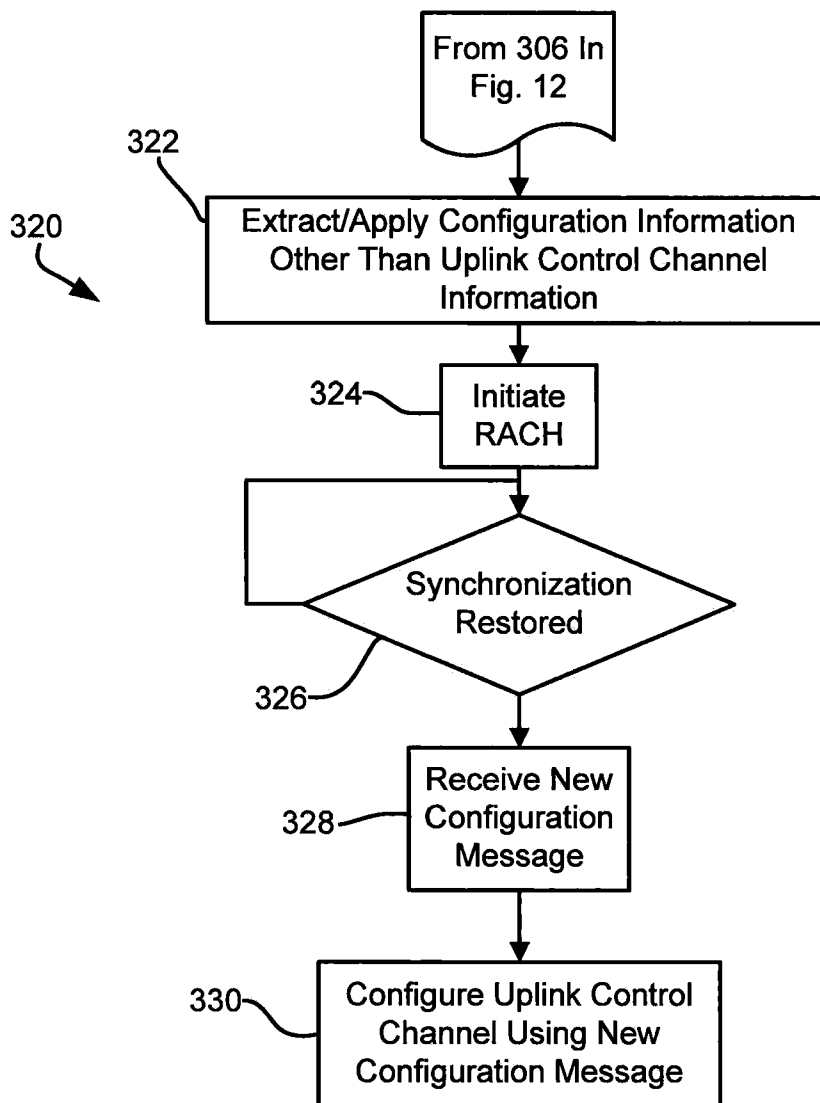 From 306 In
Fig. 12
322
320
Extract/Apply Configuration Information
Other Than Uplink Control Channel
Information
324
Initiate
RACH
Synchronization
Restored
326
328
Receive New
Configuration
Message
330
Configure Uplink Control
Channel Using New
Configuration Message